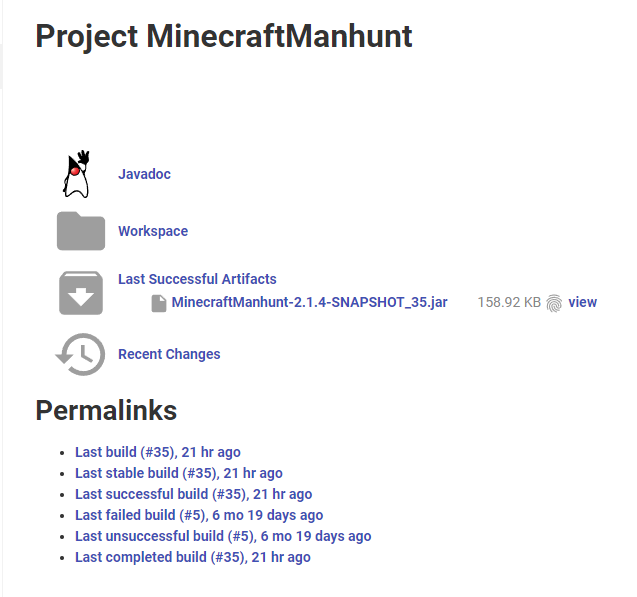 Project MinecraftManhunt
Javadoc
Workspace
Last Successful Artifacts
MinecraftManhunt-2.1.4-SNAPSHOT_35.jar 158.92 KB view
Recent Changes
Permalinks
Last build (#35), 21 hr ago
Last stable build (#35), 21 hr ago
Last successful build (#35), 21 hr ago
Last failed build (#5), 6 mo 19 days ago
Last unsuccessful build (#5), 6 mo 19 days ago
Last completed build (#35), 21 hr ago